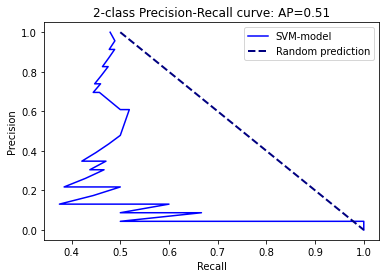 2-class Precision-Recall curve: AP=0.51
SVM-model
Random prediction
Precision
1.0
0.8
0.6
0.4
0.2
0.0
0.4 0.5 0.6 0.7 0.8 0.9 1.0
Recall